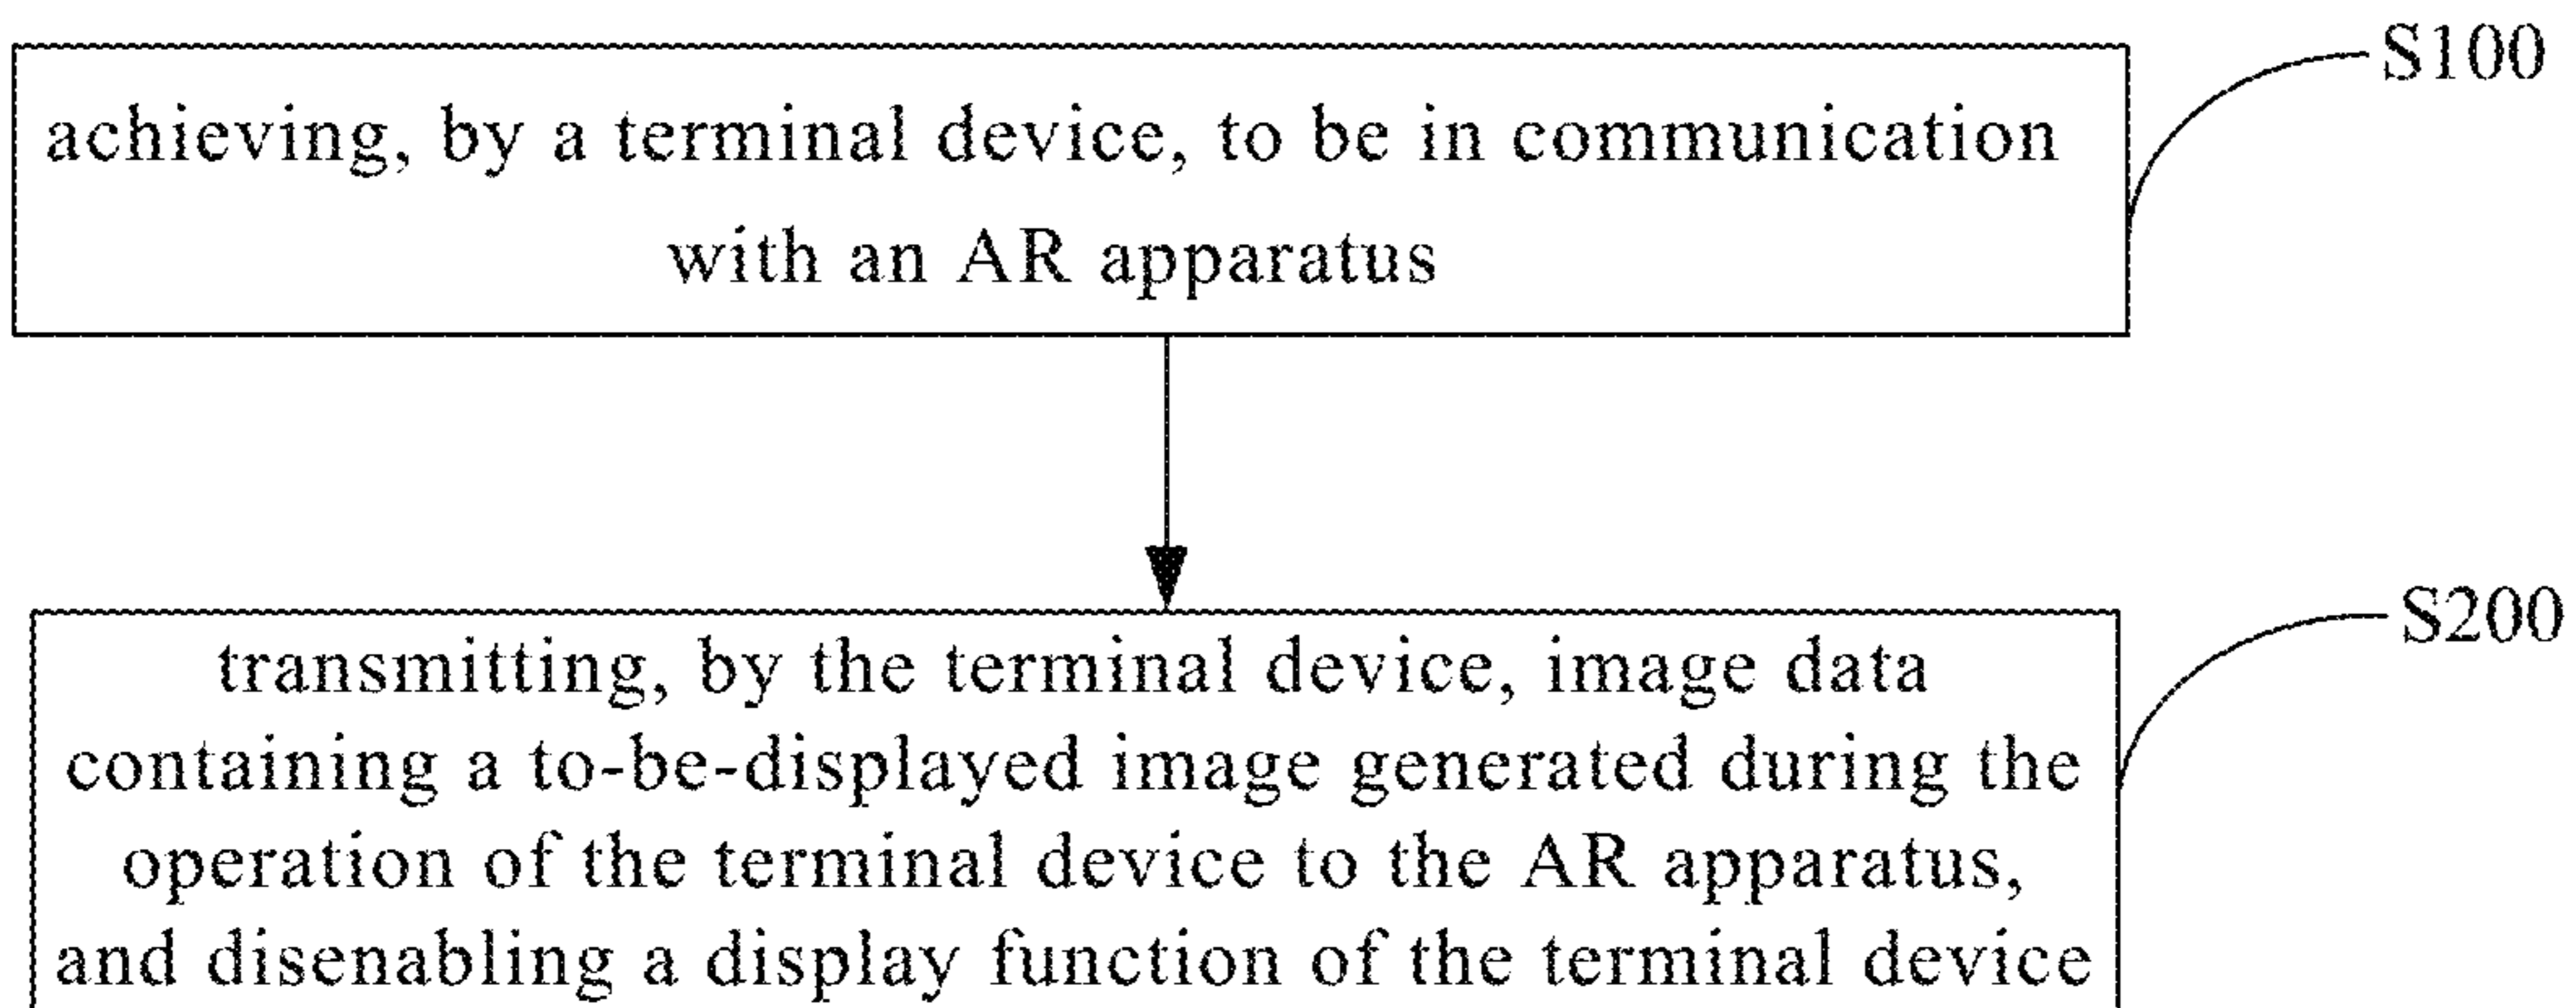 S100
achieving, by a terminal device, to be in communication
with an AR apparatus
S200
transmitting, by the terminal device, image data
containing a to-be-displayed image generated during the
operation of the terminal device to the AR apparatus,
and disenabling a display function of the terminal device